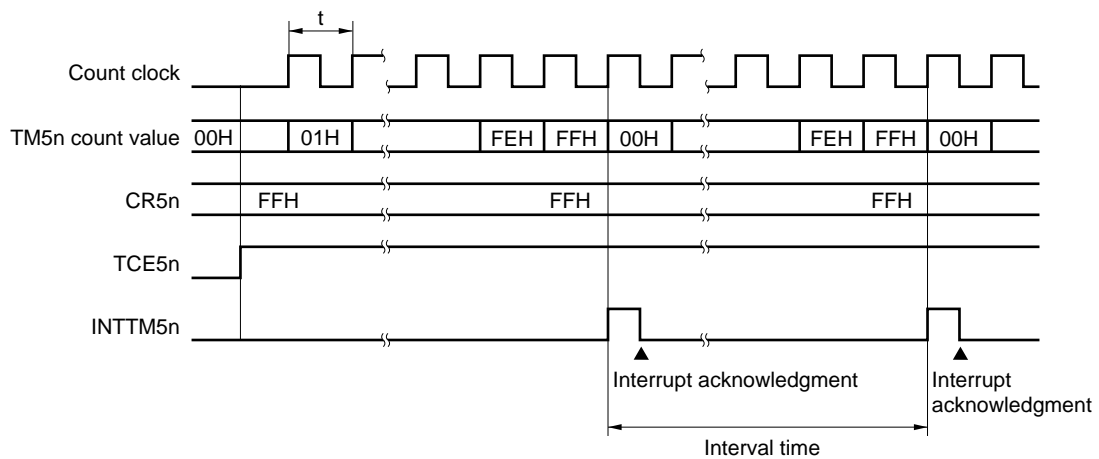 t
Count clock
TM5n count value 00H 01H FEH FFH 00H FEH FFH 00H
CR5n FFH FFH FFH
TCE5n
INTTM5n
Interrupt acknowledgment Interrupt
acknowledgment
Interval time